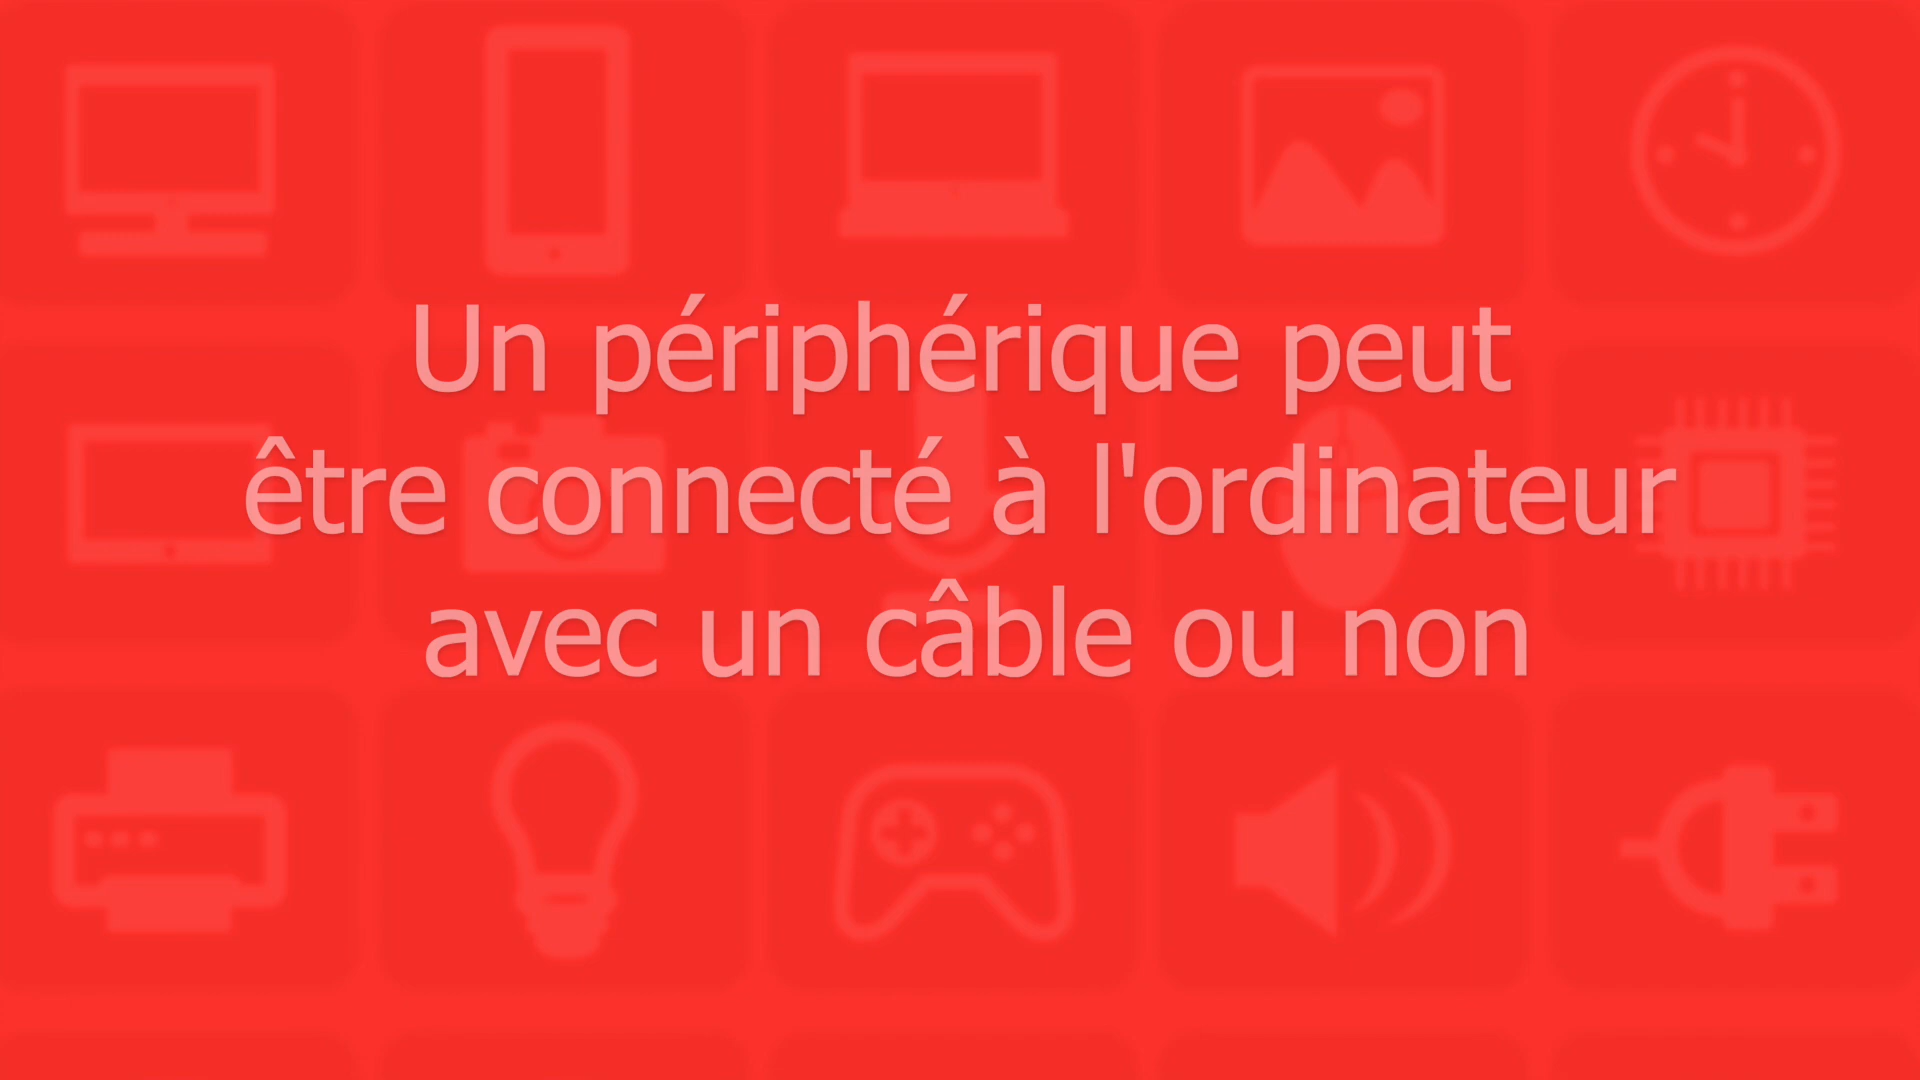 Un périphérique peut
être connecté à l'ordinateur
avec un câble ou non